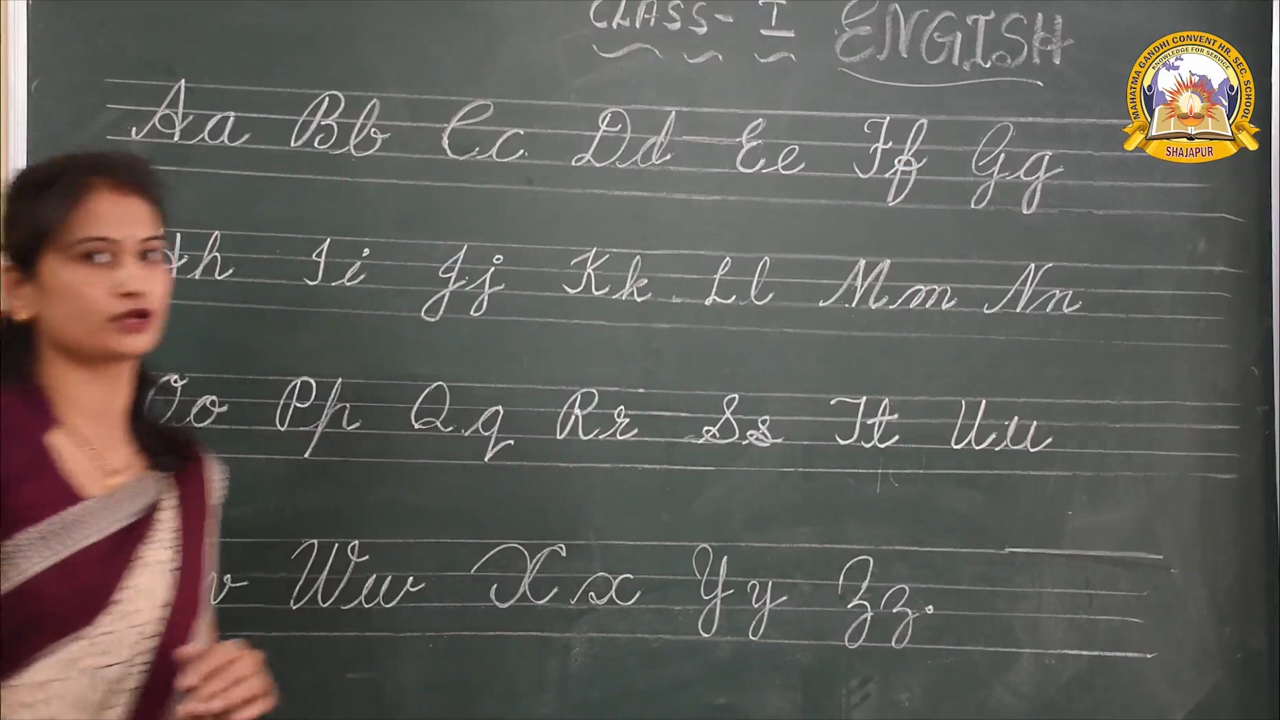 CLASS- I ENGISH
Aa Bb Cc Dd Ee Ff Gg
h Ii Jj Kk Ll Mm Nn
Oo Pp Qq Rr Ss Tt Uu
v Ww Xx Yy Zz.
MAHATMA GANDHI CONVENT HR. SEC. SCHOOL
KNOWLEDGE FOR SERVICE
SHAJAPUR